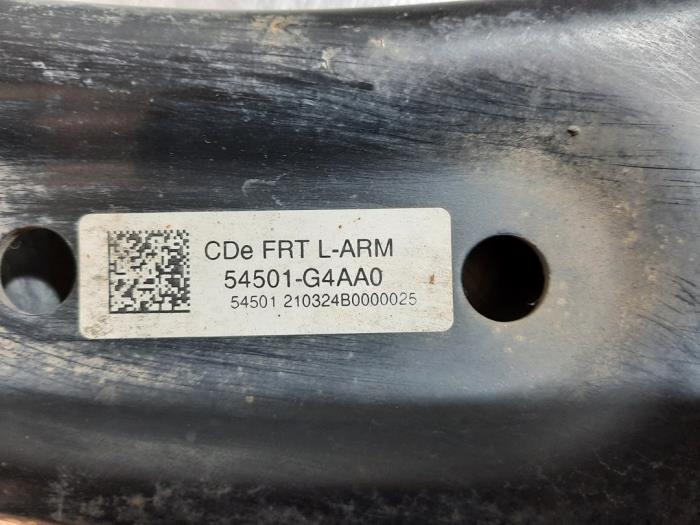 CDe FRT L-ARM
54501-G4AA0
54501 210324B0000025